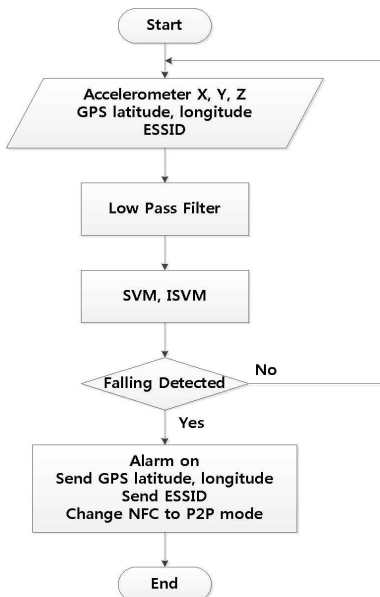 Start
Accelerometer X, Y, Z
GPS latitude, longitude
ESSID
Low Pass Filter
SVM, ISVM
Falling Detected
No
Yes
Alarm on
Send GPS latitude, longitude
Send ESSID
Change NFC to P2P mode
End